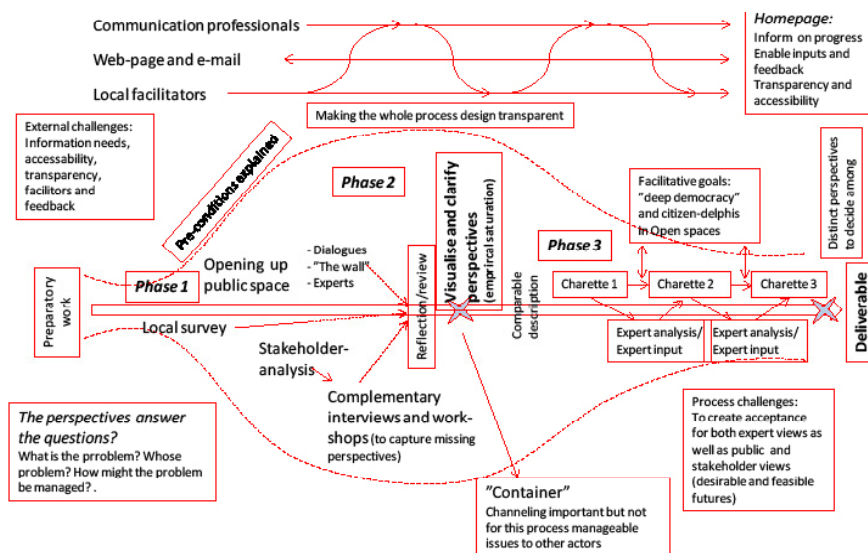 Communication professionals
Web-page and e-mail
Local facilitators
Homepage:
Inform on progress
Enable inputs and
feedback
Transparency and
accessibility
Making the whole process design transparent
External challenges:
Information needs,
accessability,
transparency,
facilitors and
feedback
Pre-conditions explained
Phase 2
Visualise and clarify
perspectives
(emprircal saturation)
Facilitative goals:
"deep democracy"
and citizen-delphis
in Open spaces
Distinct perspectives
to decide among
Phase 3
Preparatory
work
Phase 1
Opening up
public space
- Dialogues
- "The wall"
- Experts
Reflection/review
Comparable
description
Charette 1
Charette 2
Charette 3
Deliverable
Local survey
Expert analysis/
Expert input
Expert analysis/
Expert input
Stakeholder-
analysis
Complementary
interviews and work-
shops (to capture missing
perspectives)
The perspectives answer
the questions?
What is the prroblem? Whose
problem? How might the problem
be managed? .
Process challenges:
To create acceptance
for both expert views as
well as public and
stakeholder views
(desirable and feasible
futures)
"Container"
Channeling important but not
for this process manageable
issues to other actors